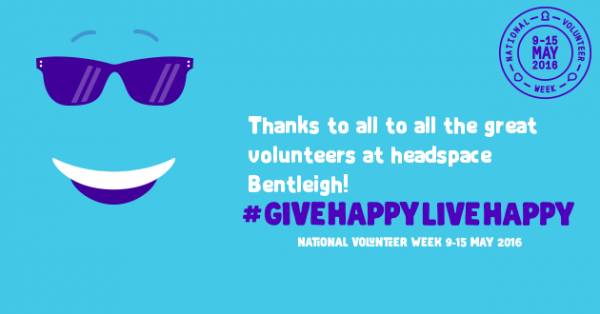 NATIONAL VOLUNTEER WEEK
9-15
MAY
2016
Thanks to all to all the great
volunteers at headspace
Bentleigh!
#GIVEHAPPYLIVEHAPPY
NATIONAL VOLUNTEER WEEK 9-15 MAY 2016